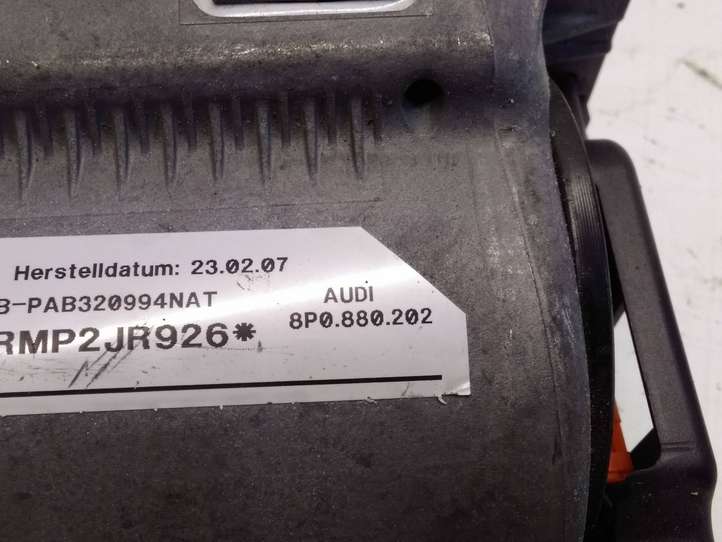 Herstelldatum: 23.02.07
B-PAB320994NAT AUDI
RMP2JR926* 8P0.880.202